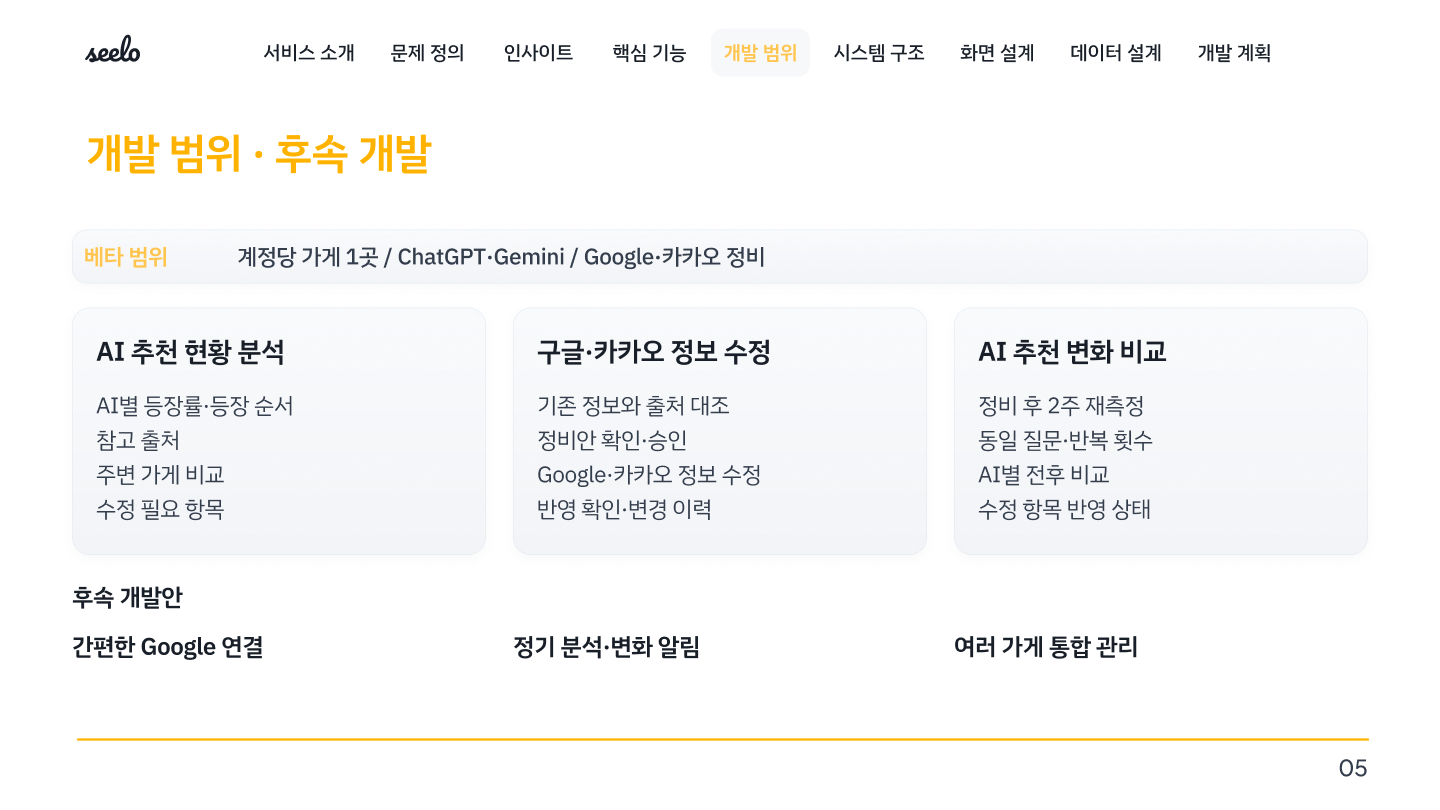 seelo
서비스 소개 문제 정의 인사이트 핵심 기능 개발 범위 시스템 구조 화면 설계 데이터 설계 개발 계획
개발 범위 · 후속 개발
베타 범위 계정당 가게 1곳 / ChatGPT·Gemini / Google·카카오 정비
AI 추천 현황 분석
AI별 등장률·등장 순서
참고 출처
주변 가게 비교
수정 필요 항목
구글·카카오 정보 수정
기존 정보와 출처 대조
정비안 확인·승인
Google·카카오 정보 수정
반영 확인·변경 이력
AI 추천 변화 비교
정비 후 2주 재측정
동일 질문·반복 횟수
AI별 전후 비교
수정 항목 반영 상태
후속 개발안
간편한 Google 연결
정기 분석·변화 알림
여러 가게 통합 관리
05